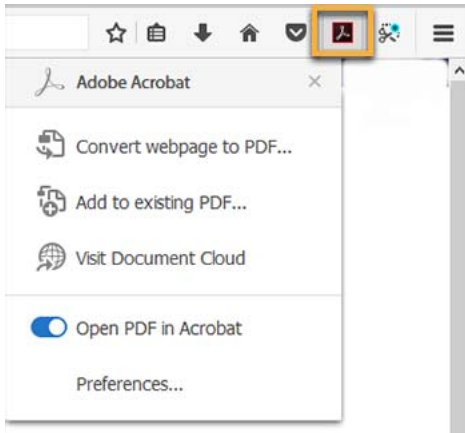 Adobe Acrobat
Convert webpage to PDF...
Add to existing PDF...
Visit Document Cloud
Open PDF in Acrobat
Preferences...